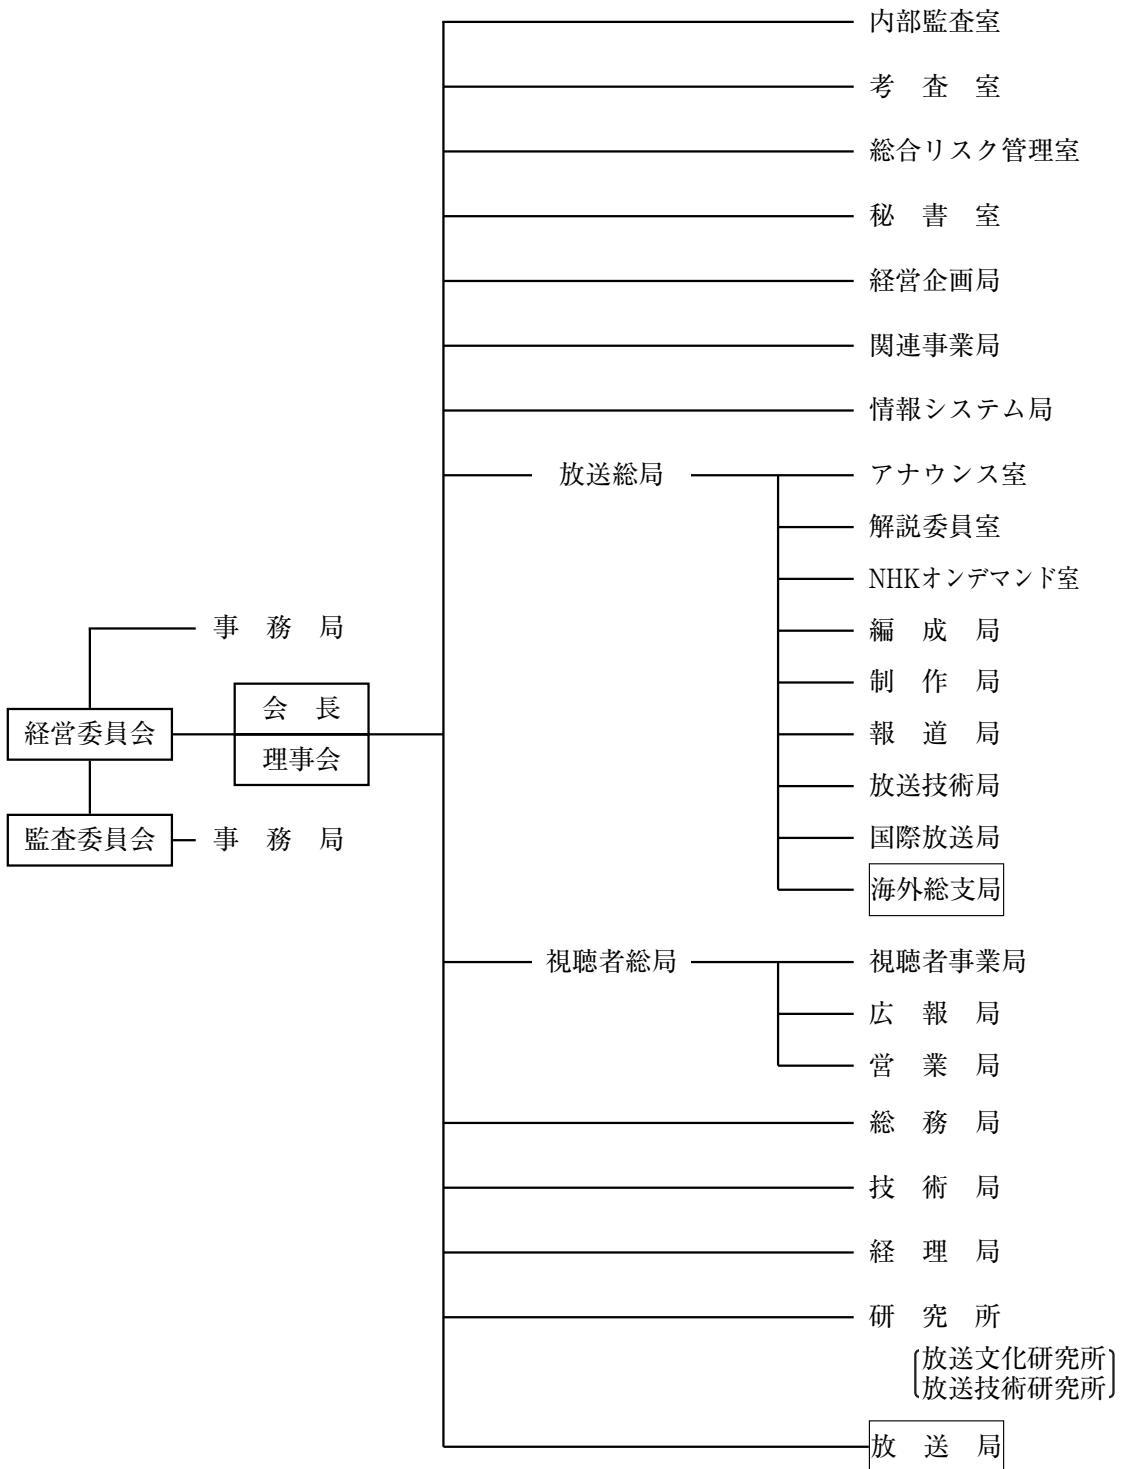 内部監査室
考　査　室
総合リスク管理室
秘　書　室
経営企画局
関連事業局
情報システム局
放送総局
アナウンス室
解説委員室
NHKオンデマンド室
編　成　局
制　作　局
報　道　局
放送技術局
国際放送局
海外総支局
事　務　局
会　長
経営委員会
理事会
監査委員会
事　務　局
視聴者総局
視聴者事業局
広　報　局
営　業　局
総　務　局
技　術　局
経　理　局
研　究　所
放送文化研究所
放送技術研究所
放　送　局